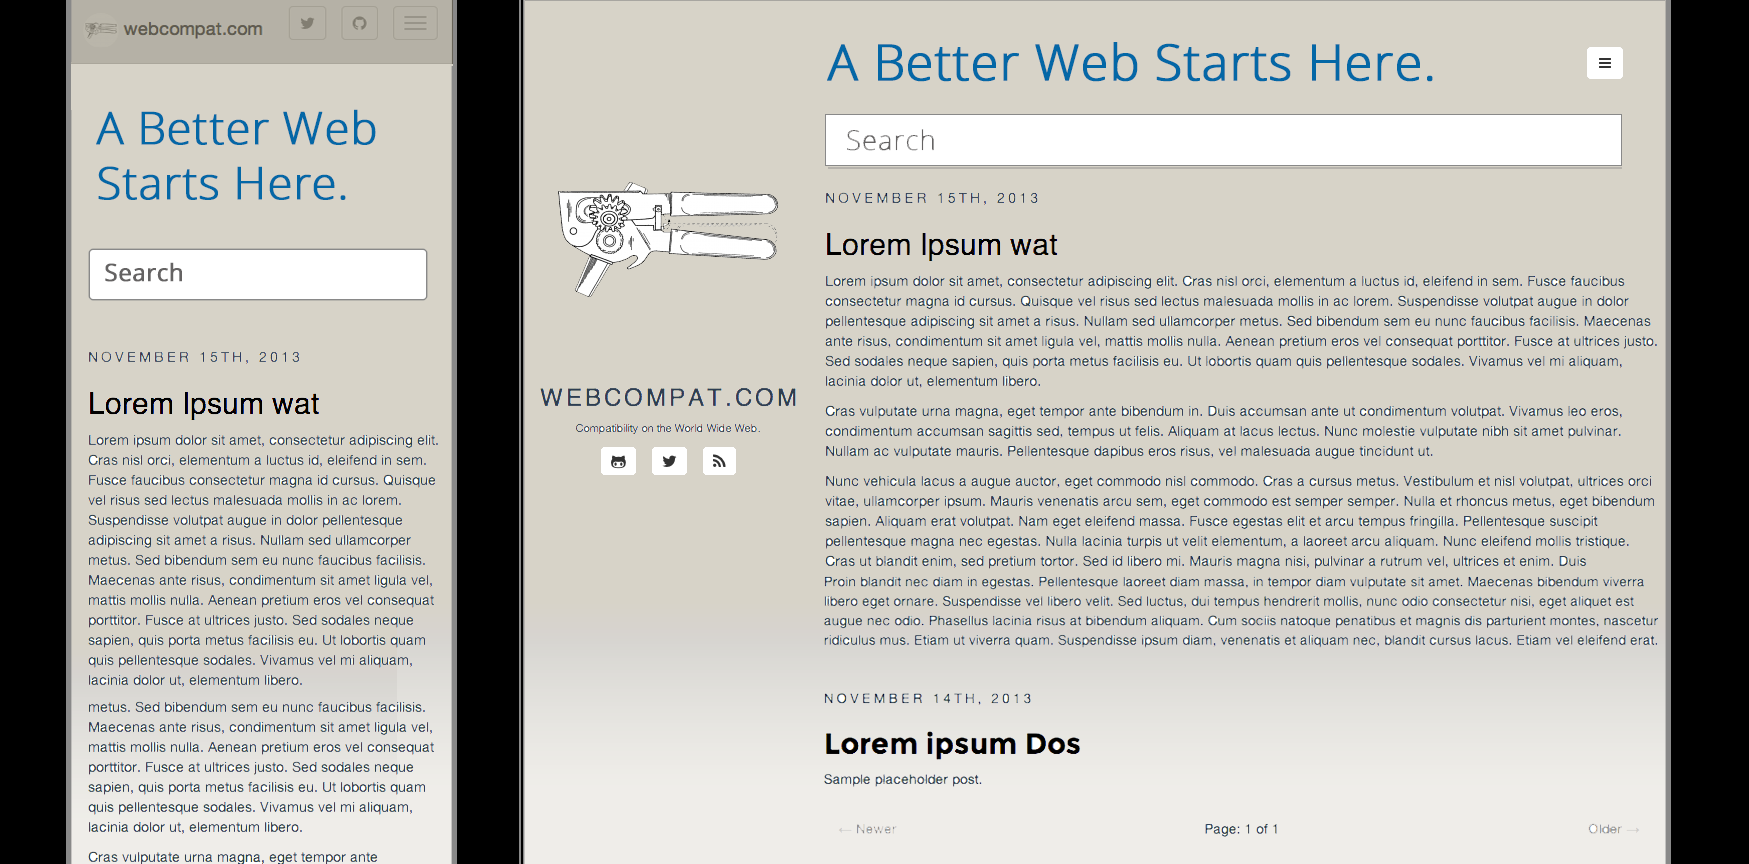 webcompat.com
A Better Web
Starts Here.
Search
NOVEMBER 15TH, 2013
Lorem Ipsum wat
Lorem ipsum dolor sit amet, consectetur adipiscing elit.
Cras nisl orci, elementum a luctus id, eleifend in sem.
Fusce faucibus consectetur magna id cursus. Quisque
vel risus sed lectus malesuada mollis in ac lorem.
Suspendisse volutpat augue in dolor pellentesque
adipiscing sit amet a risus. Nullam sed ullamcorper
metus. Sed bibendum sem eu nunc faucibus facilisis.
Maecenas ante risus, condimentum sit amet ligula vel,
mattis mollis nulla. Aenean pretium eros vel consequat
porttitor. Fusce at ultrices justo. Sed sodales neque
sapien, quis porta metus facilisis eu. Ut lobortis quam
quis pellentesque sodales. Vivamus vel mi aliquam,
lacinia dolor ut, elementum libero.
metus. Sed bibendum sem eu nunc faucibus facilisis.
Maecenas ante risus, condimentum sit amet ligula vel,
mattis mollis nulla. Aenean pretium eros vel consequat
porttitor. Fusce at ultrices justo. Sed sodales neque
sapien, quis porta metus facilisis eu. Ut lobortis quam
quis pellentesque sodales. Vivamus vel mi aliquam,
lacinia dolor ut, elementum libero.
Cras vulputate urna magna, eget tempor ante
WEBCOMPAT.COM
Compatibility on the World Wide Web.
A Better Web Starts Here.
Search
NOVEMBER 15TH, 2013
Lorem Ipsum wat
Lorem ipsum dolor sit amet, consectetur adipiscing elit. Cras nisl orci, elementum a luctus id, eleifend in sem. Fusce faucibus
consectetur magna id cursus. Quisque vel risus sed lectus malesuada mollis in ac lorem. Suspendisse volutpat augue in dolor
pellentesque adipiscing sit amet a risus. Nullam sed ullamcorper metus. Sed bibendum sem eu nunc faucibus facilisis. Maecenas
ante risus, condimentum sit amet ligula vel, mattis mollis nulla. Aenean pretium eros vel consequat porttitor. Fusce at ultrices justo.
Sed sodales neque sapien, quis porta metus facilisis eu. Ut lobortis quam quis pellentesque sodales. Vivamus vel mi aliquam,
lacinia dolor ut, elementum libero.
Cras vulputate urna magna, eget tempor ante bibendum in. Duis accumsan ante ut condimentum volutpat. Vivamus leo eros,
condimentum accumsan sagittis sed, tempus ut felis. Aliquam at lacus lectus. Nunc molestie vulputate nibh sit amet pulvinar.
Nullam ac vulputate mauris. Pellentesque dapibus eros risus, vel malesuada augue tincidunt ut.
Nunc vehicula lacus a augue auctor, eget commodo nisl commodo. Cras a cursus metus. Vestibulum et nisl volutpat, ultrices orci
vitae, ullamcorper ipsum. Mauris venenatis arcu sem, eget commodo est semper semper. Nulla et rhoncus metus, eget bibendum
sapien. Aliquam erat volutpat. Nam eget eleifend massa. Fusce egestas elit et arcu tempus fringilla. Pellentesque suscipit
pellentesque magna nec egestas. Nulla lacinia turpis ut velit elementum, a laoreet arcu aliquam. Nunc eleifend mollis tristique.
Cras ut blandit enim, sed pretium tortor. Sed id libero mi. Mauris magna nisi, pulvinar a rutrum vel, ultrices et enim. Duis
Proin blandit nec diam in egestas. Pellentesque laoreet diam massa, in tempor diam vulputate sit amet. Maecenas bibendum viverra
libero eget ornare. Suspendisse vel libero velit. Sed luctus, dui tempus hendrerit mollis, nunc odio consectetur nisi, eget aliquet est
augue nec odio. Phasellus lacinia risus at bibendum aliquam. Cum sociis natoque penatibus et magnis dis parturient montes, nascetur
ridiculus mus. Etiam ut viverra quam. Suspendisse ipsum diam, venenatis et aliquam nec, blandit cursus lacus. Etiam vel eleifend erat.
NOVEMBER 14TH, 2013
Lorem ipsum Dos
Sample placeholder post.
← Newer
Page: 1 of 1
Older →